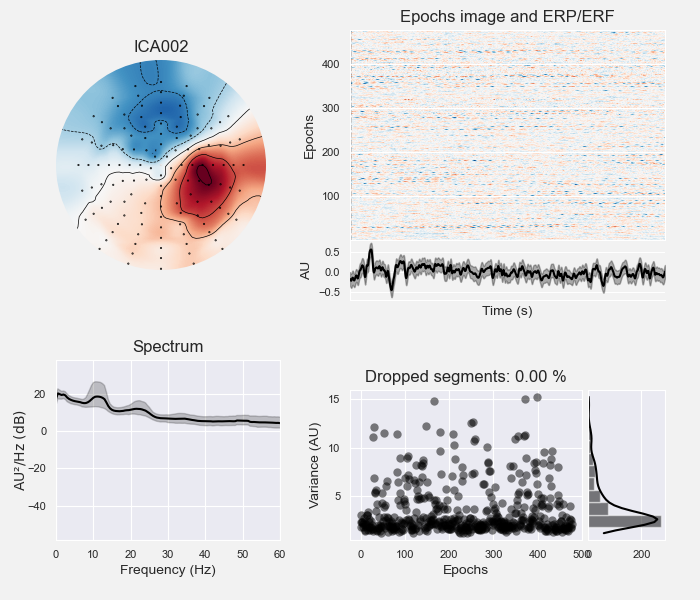 ICA002
Epochs image and ERP/ERF
Epochs
400
300
200
100
AU
0.5
0.0
−0.5
Time (s)
Spectrum
AU²/Hz (dB)
20
0
−20
−40
0 10 20 30 40 50 60
Frequency (Hz)
Dropped segments: 0.00 %
Variance (AU)
15
10
5
0 100 200 300 400 500
Epochs
0 200